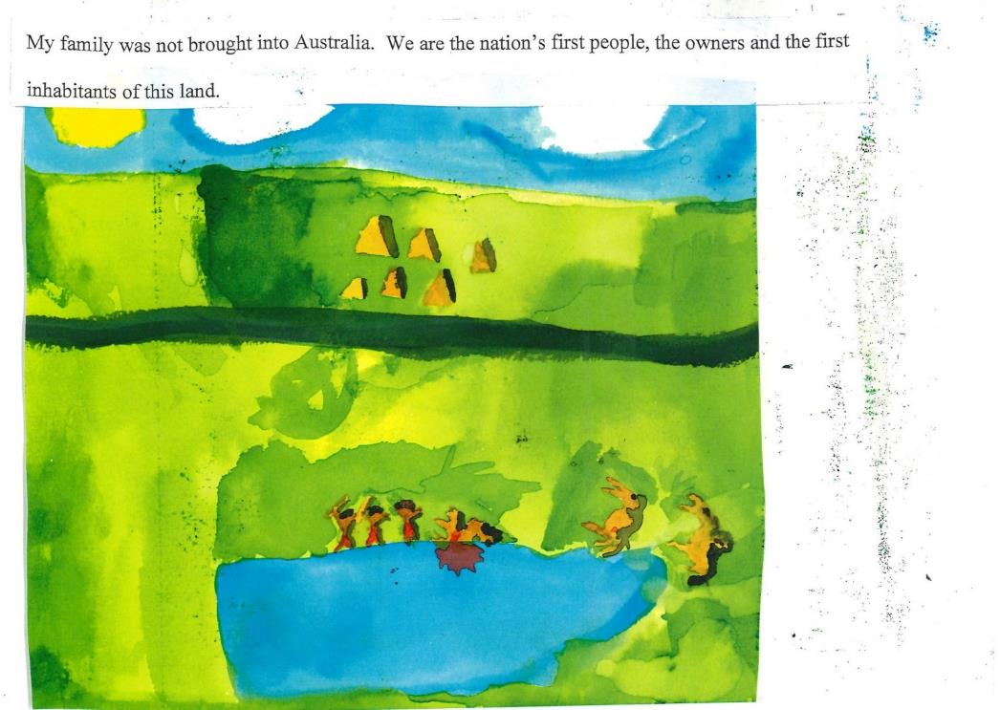 My family was not brought into Australia.  We are the nation’s first people, the owners and the first
inhabitants of this land.